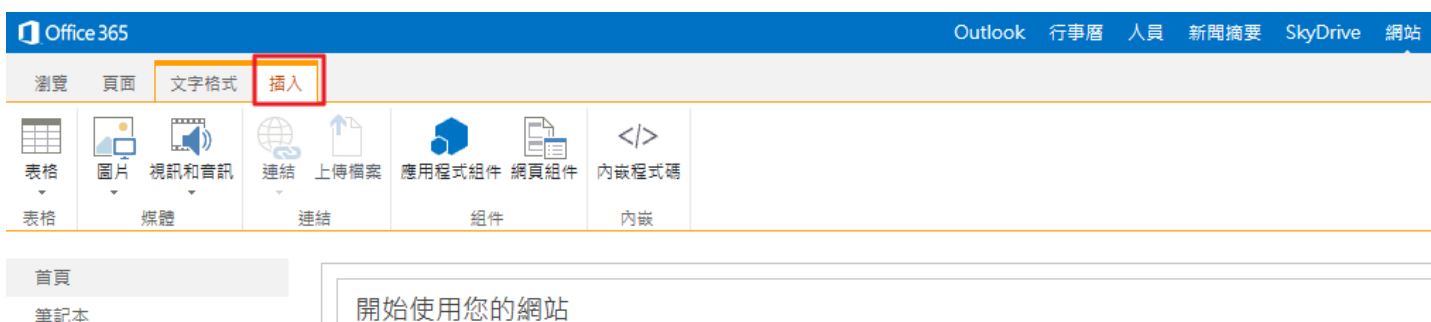 Office 365 Outlook 行事曆 人員 新聞摘要 SkyDrive 網站
瀏覽 頁面 文字格式 插入
表格 圖片 視訊和音訊 連結 上傳檔案 應用程式組件 網頁組件 內嵌程式碼
表格 媒體 連結 組件 內嵌
首頁
開始使用您的網站
筆記本